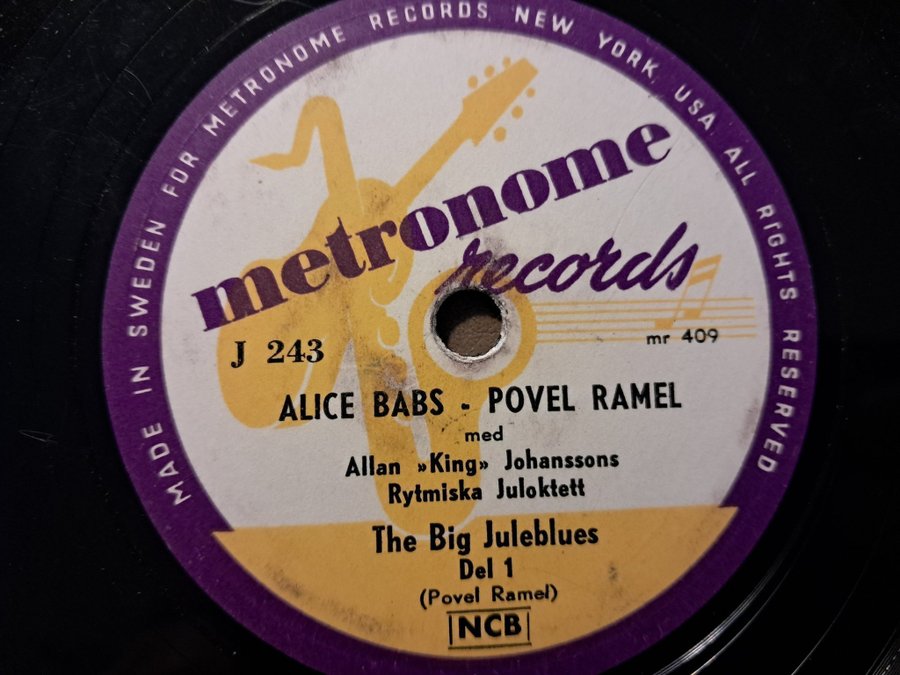 MADE IN SWEDEN FOR METRONOME RECORDS, NEW YORK, USA ALL RIGHTS RESERVED
metronome
records
J 243
mr 409
ALICE BABS - POVEL RAMEL
med
Allan »King» Johanssons
Rytmiska Juloktett
The Big Juleblues
Del 1
(Povel Ramel)
NCB